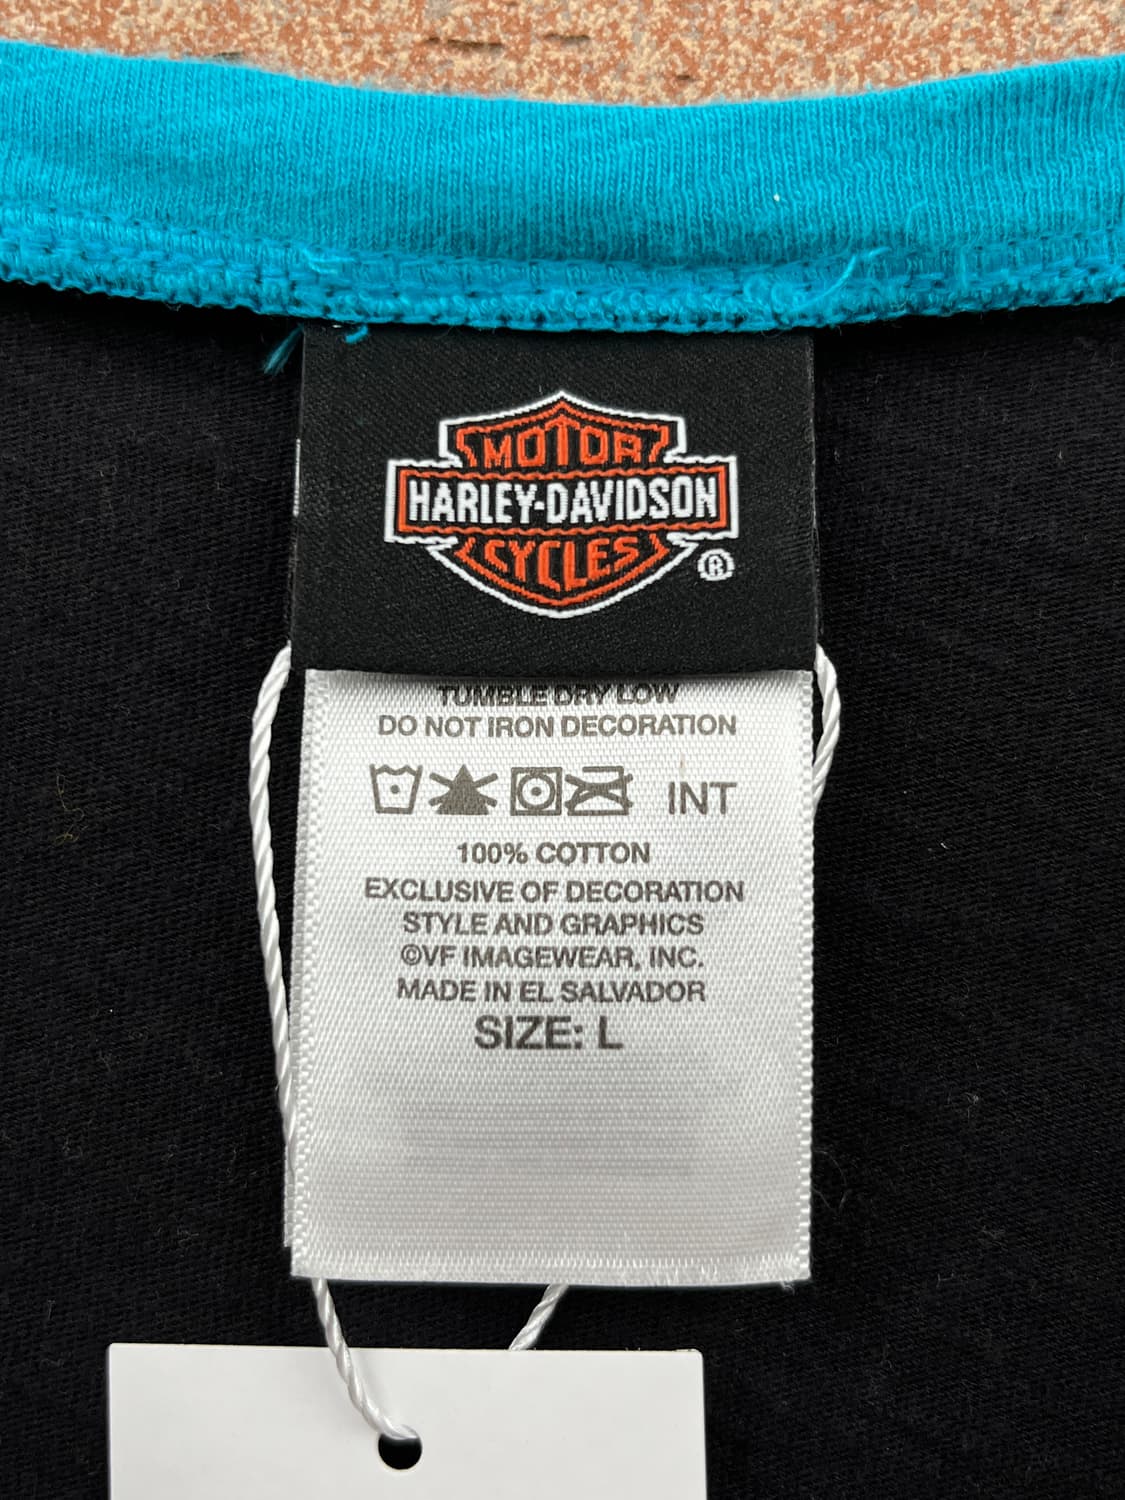 MOTOR
HARLEY-DAVIDSON
CYCLES
®
TUMBLE DRY LOW
DO NOT IRON DECORATION
INT
100% COTTON
EXCLUSIVE OF DECORATION
STYLE AND GRAPHICS
©VF IMAGEWEAR, INC.
MADE IN EL SALVADOR
SIZE: L